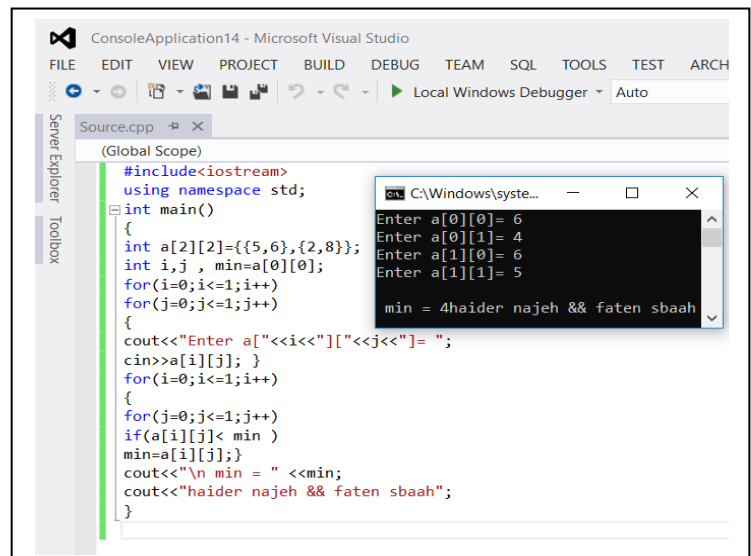 ConsoleApplication14 - Microsoft Visual Studio
FILE EDIT VIEW PROJECT BUILD DEBUG TEAM SQL TOOLS TEST ARCH
Local Windows Debugger Auto
Server Explorer
Toolbox
Source.cpp
(Global Scope)
#include<iostream>
using namespace std;
int main()
{
int a[2][2]={{5,6},{2,8}};
int i,j , min=a[0][0];
for(i=0;i<=1;i++)
for(j=0;j<=1;j++)
{
cout<<"Enter a["<<i<<"]["<<j<<"]= ";
cin>>a[i][j]; }
for(i=0;i<=1;i++)
{
for(j=0;j<=1;j++)
if(a[i][j]< min )
min=a[i][j];}
cout<<"\n min = " <<min;
cout<<"haider najeh && faten sbaah";
}
C:\Windows\syste...
Enter a[0][0]= 6
Enter a[0][1]= 4
Enter a[1][0]= 6
Enter a[1][1]= 5
min = 4haider najeh && faten sbaah